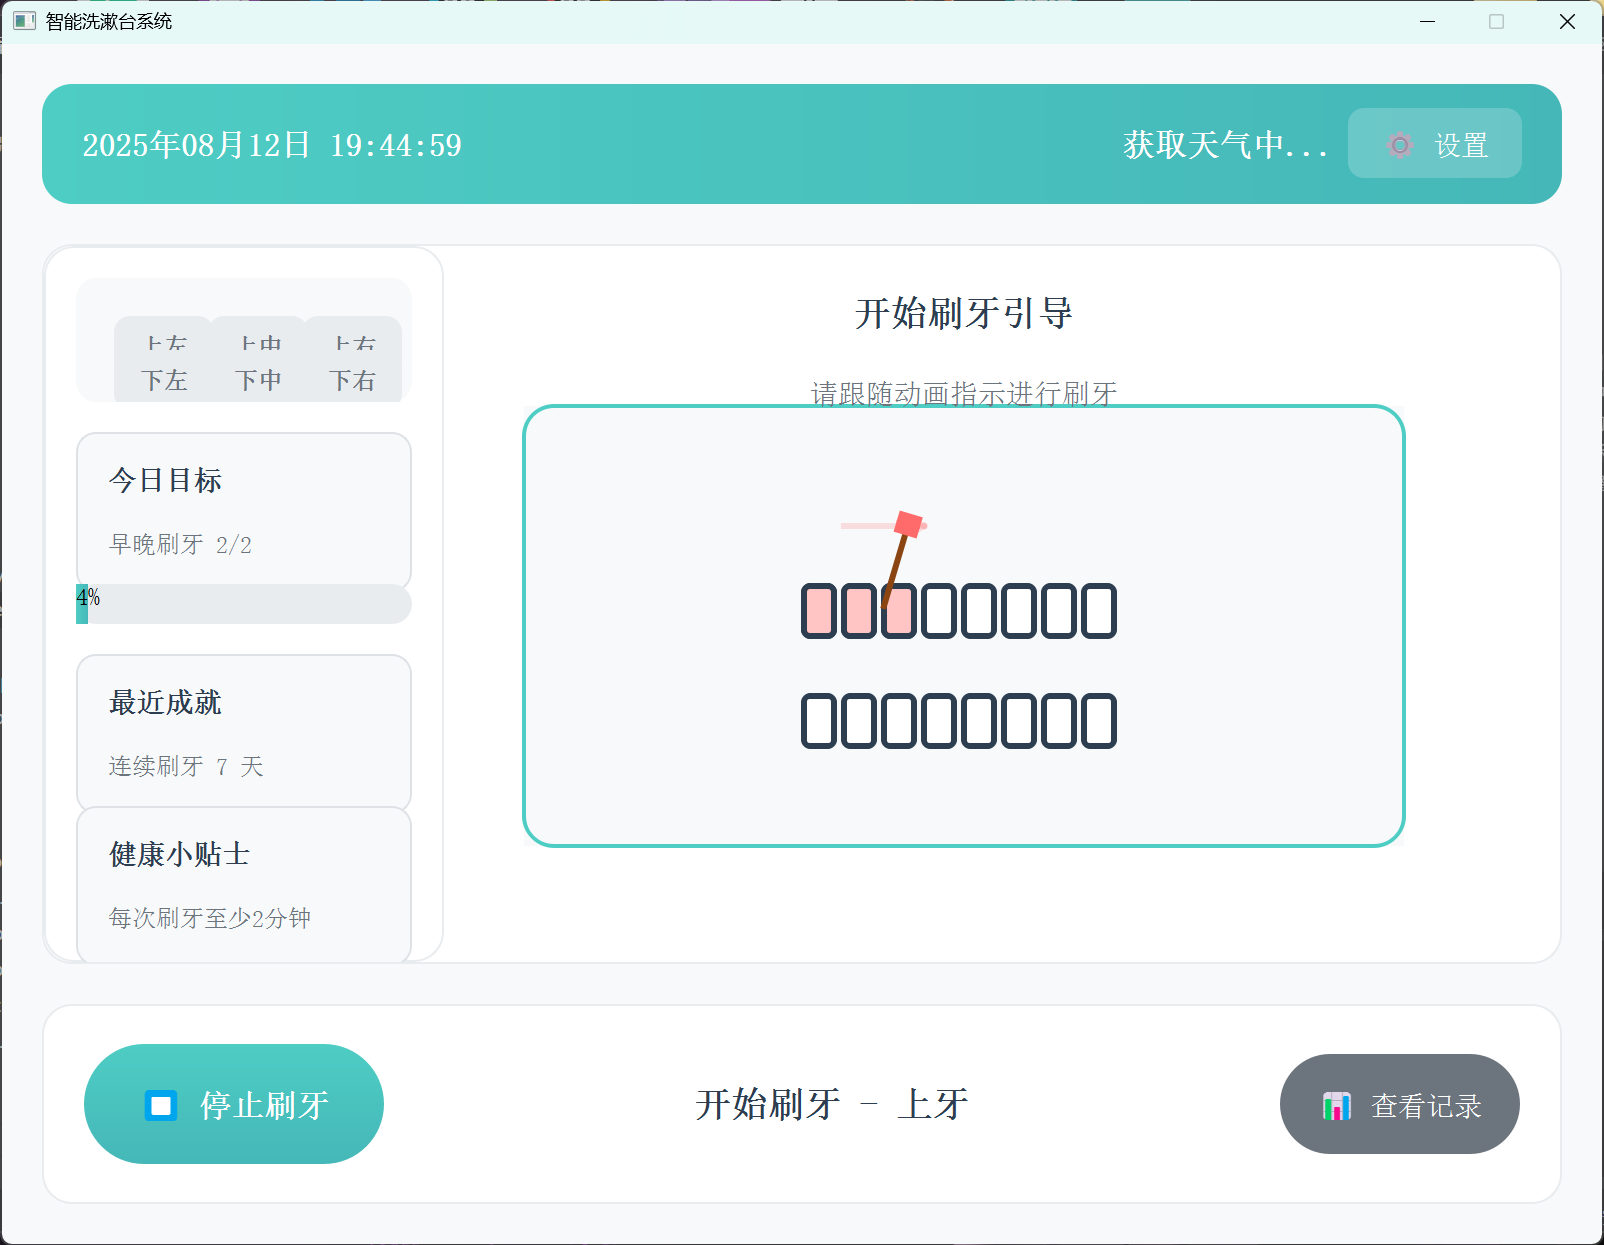 智能洗漱台系统
2025年08月12日 19:44:59
获取天气中...
设置
上左 上中 上右
下左 下中 下右
今日目标
早晚刷牙 2/2
4%
最近成就
连续刷牙 7 天
健康小贴士
每次刷牙至少2分钟
开始刷牙引导
请跟随动画指示进行刷牙
停止刷牙
开始刷牙 - 上牙
查看记录